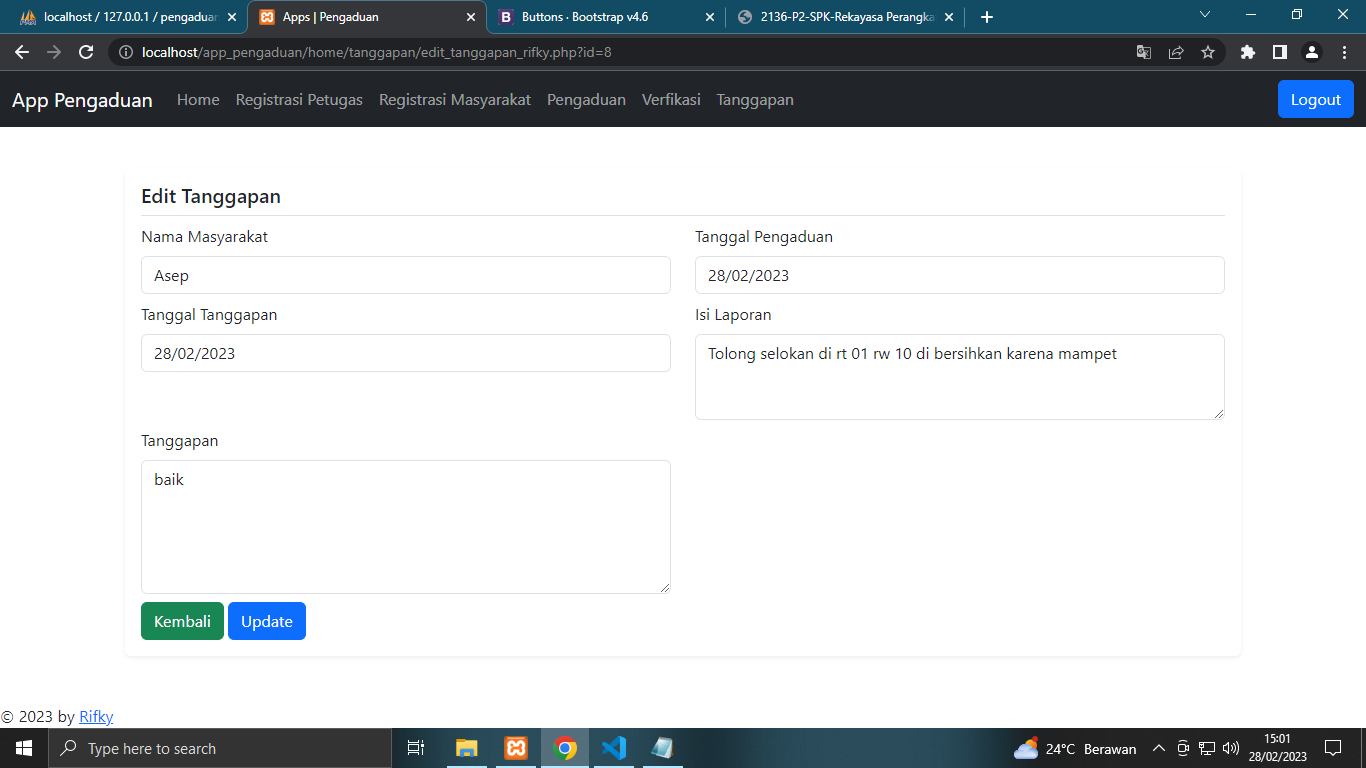 localhost / 127.0.0.1 / pengaduan
Apps | Pengaduan
Buttons · Bootstrap v4.6
2136-P2-SPK-Rekayasa Perangka
localhost/app_pengaduan/home/tanggapan/edit_tanggapan_rifky.php?id=8
App Pengaduan Home Registrasi Petugas Registrasi Masyarakat Pengaduan Verfikasi Tanggapan Logout
Edit Tanggapan
Nama Masyarakat
Tanggal Pengaduan
Asep
28/02/2023
Tanggal Tanggapan
Isi Laporan
28/02/2023
Tolong selokan di rt 01 rw 10 di bersihkan karena mampet
Tanggapan
baik
Kembali Update
© 2023 by Rifky
Type here to search
24°C Berawan
15:01
28/02/2023